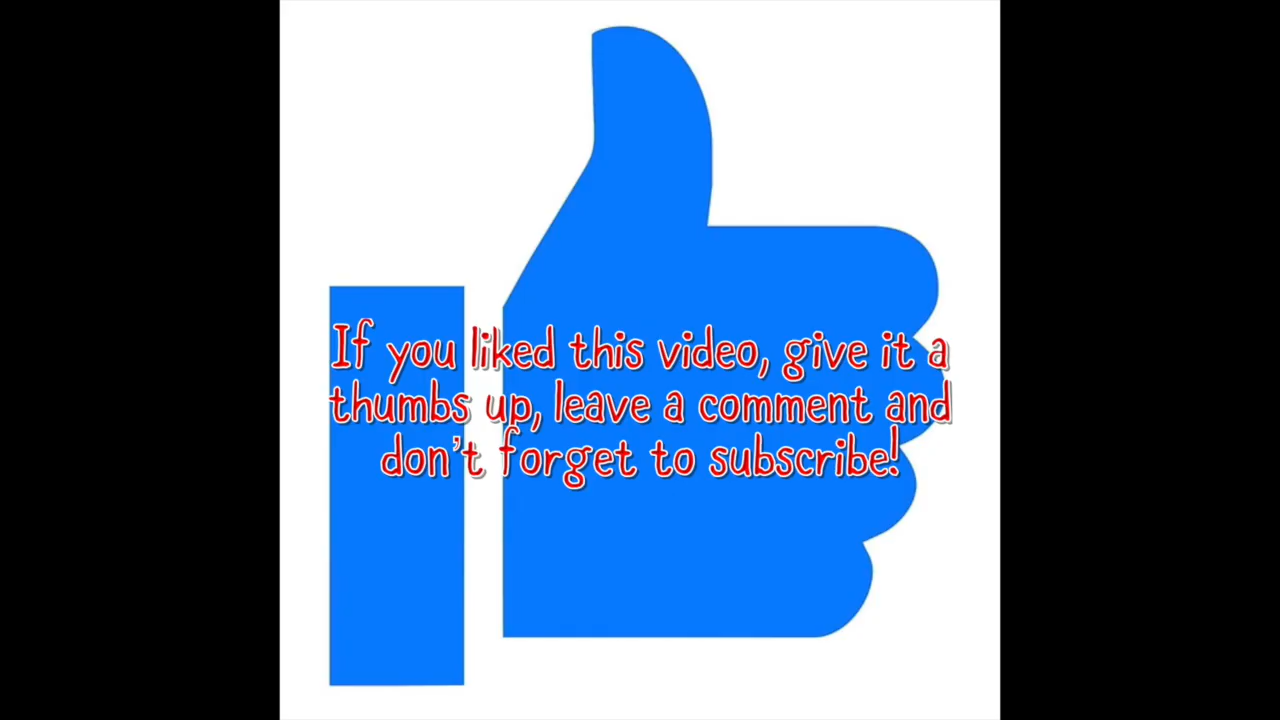 If you liked this video, give it a
thumbs up, leave a comment and
don't forget to subscribe!